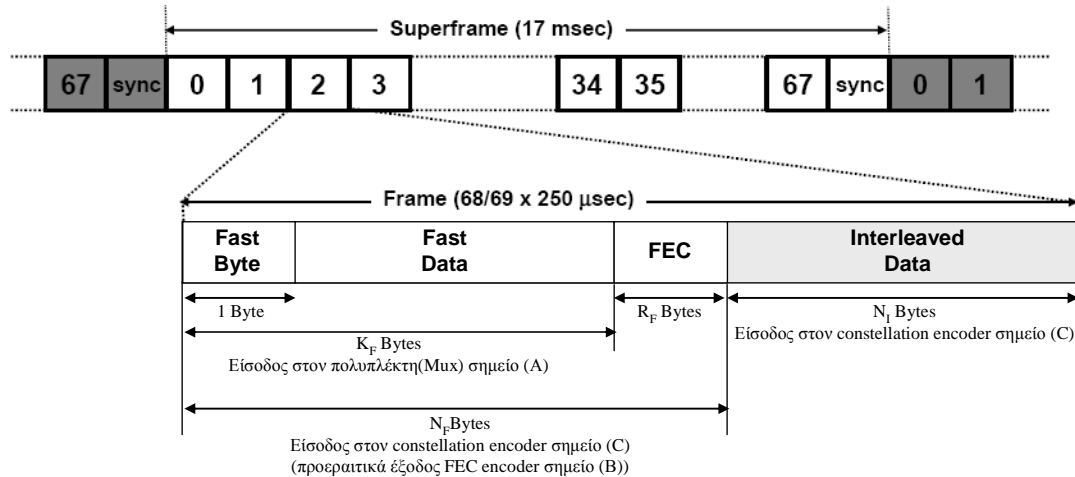 Superframe (17 msec)
67 sync 0 1 2 3 34 35 67 sync 0 1
Frame (68/69 x 250 μsec)
Fast Byte
Fast Data
FEC
Interleaved Data
1 Byte
R_F Bytes
N_I Bytes
Είσοδος στον constellation encoder σημείο (C)
K_F Bytes
Είσοδος στον πολυπλέκτη(Mux) σημείο (A)
N_FBytes
Είσοδος στον constellation encoder σημείο (C)
(προεραιτικά έξοδος FEC encoder σημείο (B))